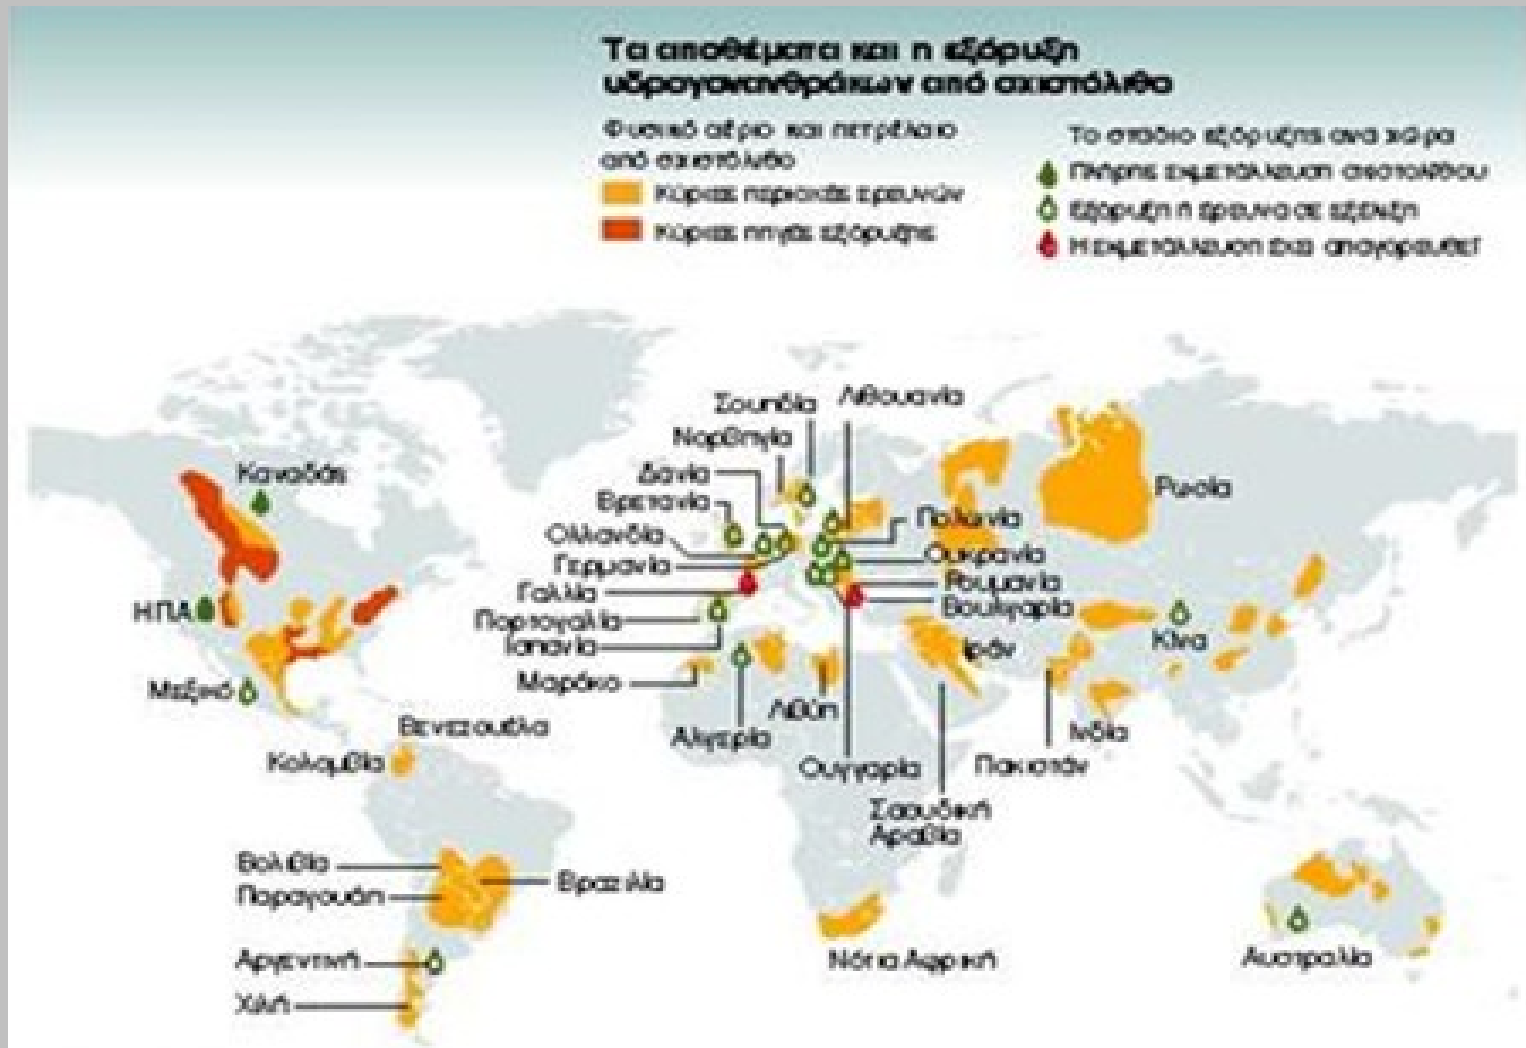 Τα αποθέματα και η εξόρυξη
υδρογονανθράκων από σχιστόλιθο
Φυσικό αέριο και πετρέλαιο
από σχιστόλιθο
Κύριες περιοχές ερευνών
Κύριες πηγές εξόρυξης
Το στάδιο εξόρυξης ανά χώρα
Πλήρης εκμετάλλευση σχιστολίθου
Εξόρυξη ή έρευνα σε εξέλιξη
Η εκμετάλλευση έχει απαγορευθεί
Σουηδία
Λιθουανία
Νορβηγία
Δανία
Βρετανία
Ολλανδία
Γερμανία
Γαλλία
Πορτογαλία
Ισπανία
Μαρόκο
Καναδάς
ΗΠΑ
Μεξικό
Ρωσία
Πολωνία
Ουκρανία
Ρουμανία
Βουλγαρία
Ιράν
Κίνα
Ινδία
Πακιστάν
Λιβύη
Αλγερία
Ουγγαρία
Σαουδική
Αραβία
Βενεζουέλα
Κολομβία
Βολιβία
Παραγουάη
Βραζιλία
Αργεντινή
Χιλή
Νότια Αφρική
Αυστραλία